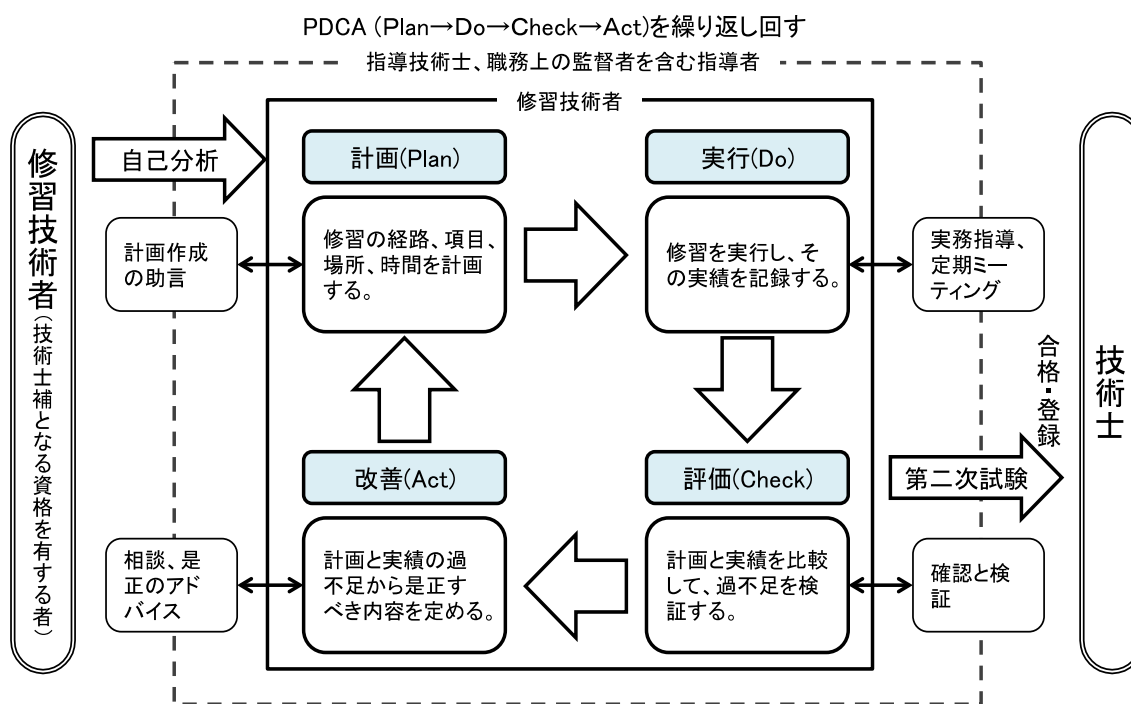 PDCA (Plan→Do→Check→Act)を繰り返し回す
指導技術士、職務上の監督者を含む指導者
修習技術者
修習技術者(技術士補となる資格を有する者)
自己分析
計画(Plan)
実行(Do)
計画作成
の助言
修習の経路、項目、
場所、時間を計画
する。
修習を実行し、そ
の実績を記録する。
実務指導、
定期ミー
ティング
合格・登録
技術士
改善(Act)
評価(Check)
第二次試験
相談、是
正のアド
バイス
計画と実績の過
不足から是正す
べき内容を定める。
計画と実績を比較
して、過不足を検
証する。
確認と検
証